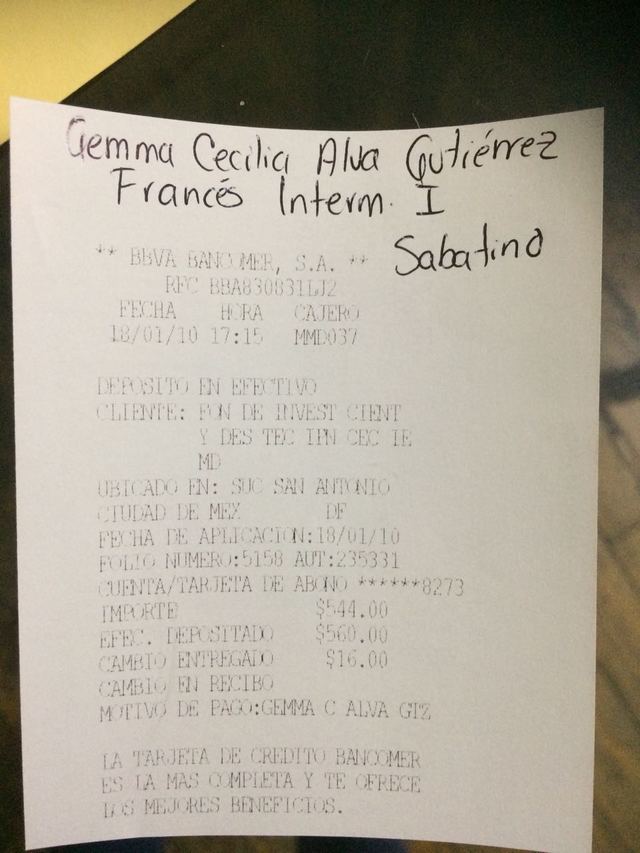 Gemma Cecilia Alva Gutiérrez
Francés Interm. I
Sabatino
** BBVA BANCOMER, S.A. **
RFC BBA830831LJ2
FECHA HORA CAJERO
18/01/10 17:15 MMD037
DEPOSITO EN EFECTIVO
CLIENTE: FON DE INVEST CIENT
Y DES TEC IPN CEC IE
MD
UBICADO EN: SUC SAN ANTONIO
CIUDAD DE MEX DF
FECHA DE APLICACION:18/01/10
FOLIO NUMERO:5158 AUT:235331
CUENTA/TARJETA DE ABONO ******8273
IMPORTE $544.00
EFEC. DEPOSITADO $560.00
CAMBIO ENTREGADO $16.00
CAMBIO EN RECIBO
MOTIVO DE PAGO:GEMMA C ALVA GTZ
LA TARJETA DE CREDITO BANCOMER
ES LA MAS COMPLETA Y TE OFRECE
LOS MEJORES BENEFICIOS.